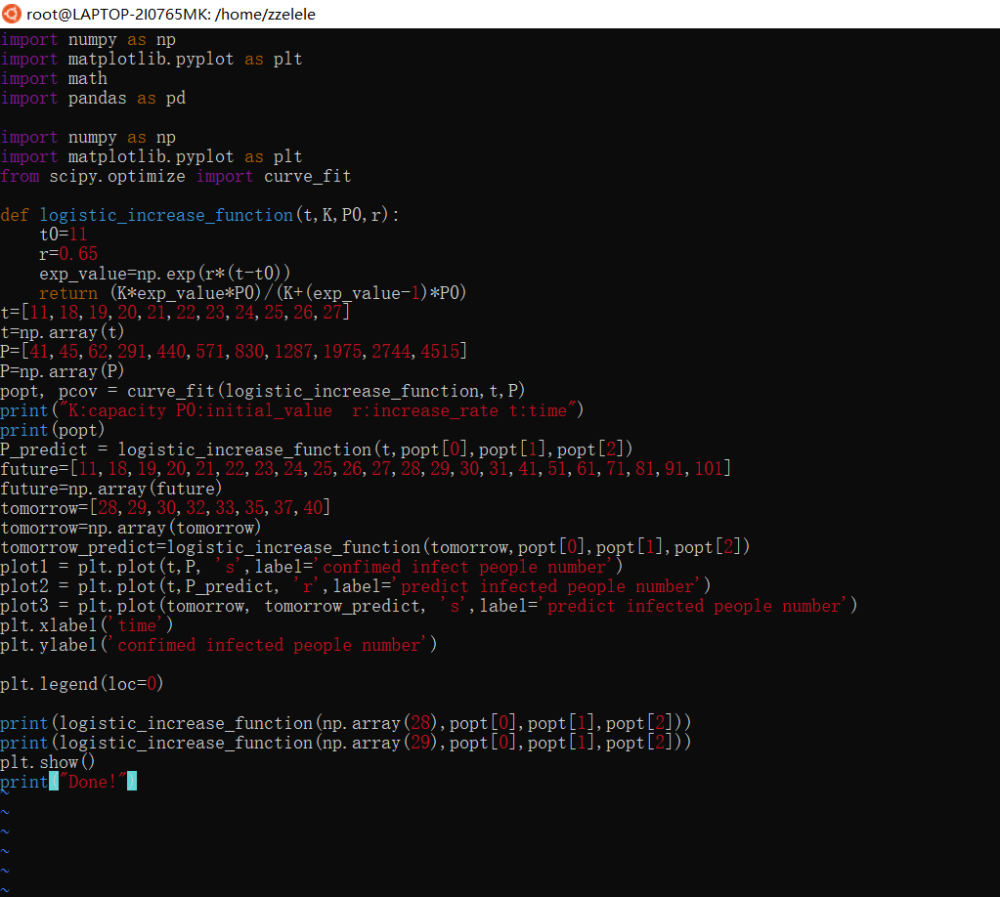 root@LAPTOP-2I0765MK: /home/zzelele
import numpy as np
import matplotlib.pyplot as plt
import math
import pandas as pd
import numpy as np
import matplotlib.pyplot as plt
from scipy.optimize import curve_fit
def logistic_increase_function(t,K,P0,r):
    t0=11
    r=0.65
    exp_value=np.exp(r*(t-t0))
    return (K*exp_value*P0)/(K+(exp_value-1)*P0)
t=[11,18,19,20,21,22,23,24,25,26,27]
t=np.array(t)
P=[41,45,62,291,440,571,830,1287,1975,2744,4515]
P=np.array(P)
popt, pcov = curve_fit(logistic_increase_function,t,P)
print("K:capacity P0:initial_value  r:increase_rate t:time")
print(popt)
P_predict = logistic_increase_function(t,popt[0],popt[1],popt[2])
future=[11,18,19,20,21,22,23,24,25,26,27,28,29,30,31,41,51,61,71,81,91,101]
future=np.array(future)
tomorrow=[28,29,30,32,33,35,37,40]
tomorrow=np.array(tomorrow)
tomorrow_predict=logistic_increase_function(tomorrow,popt[0],popt[1],popt[2])
plot1 = plt.plot(t,P, 's',label='confimed infect people number')
plot2 = plt.plot(t,P_predict, 'r',label='predict infected people number')
plot3 = plt.plot(tomorrow, tomorrow_predict, 's',label='predict infected people number')
plt.xlabel('time')
plt.ylabel('confimed infected people number')
plt.legend(loc=0)
print(logistic_increase_function(np.array(28),popt[0],popt[1],popt[2]))
print(logistic_increase_function(np.array(29),popt[0],popt[1],popt[2]))
plt.show()
print("Done!")
~
~
~
~
~
~